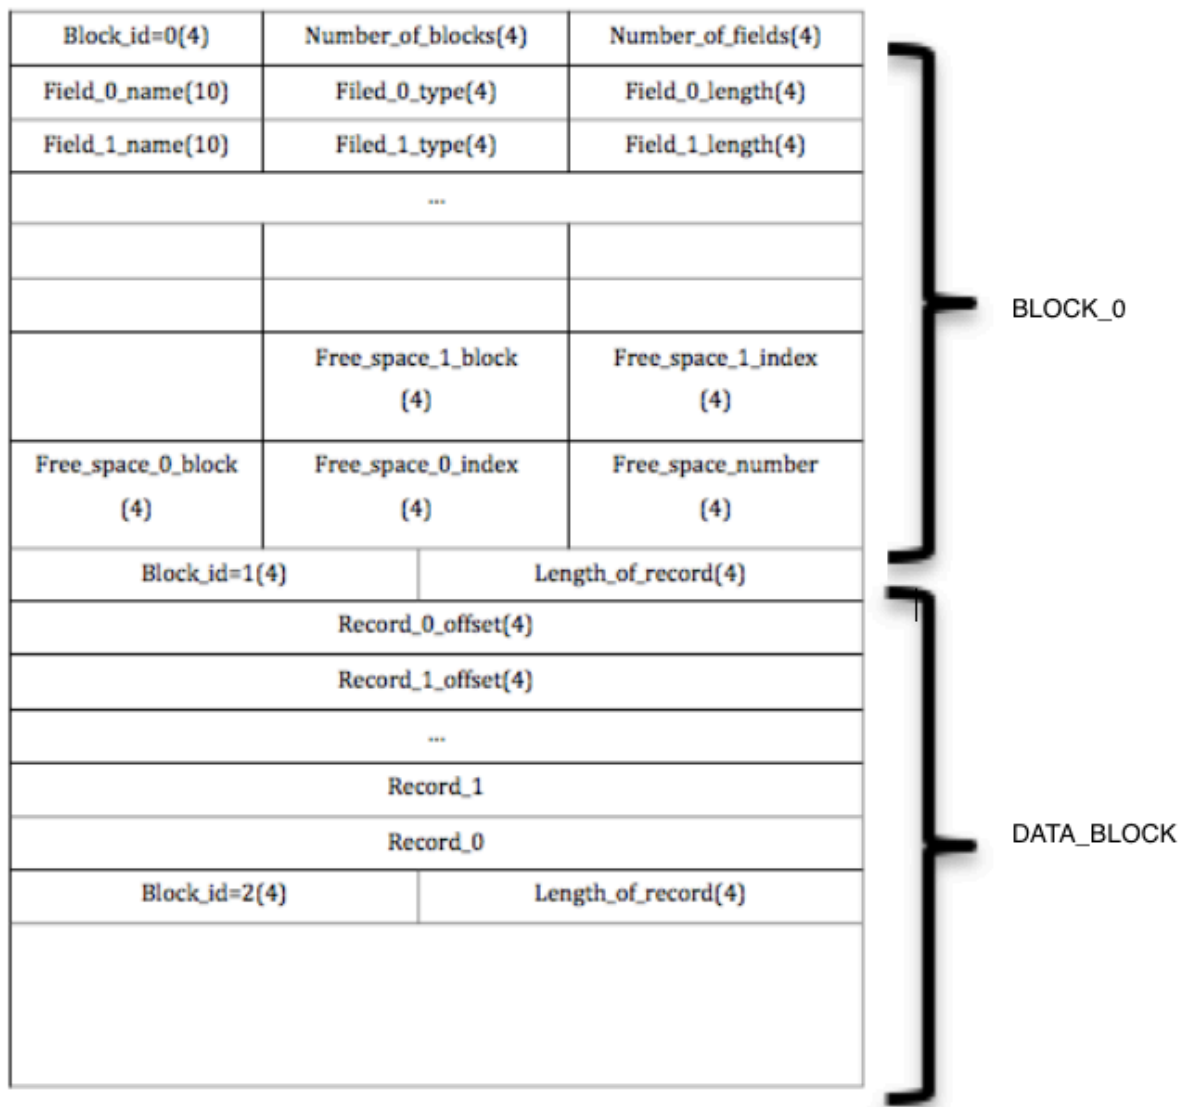 Block_id=0(4) Number_of_blocks(4) Number_of_fields(4)
Field_0_name(10) Filed_0_type(4) Field_0_length(4)
Field_1_name(10) Filed_1_type(4) Field_1_length(4)
...
BLOCK_0
Free_space_1_block Free_space_1_index
(4) (4)
Free_space_0_block Free_space_0_index Free_space_number
(4) (4) (4)
Block_id=1(4) Length_of_record(4)
Record_0_offset(4)
Record_1_offset(4)
...
Record_1
DATA_BLOCK
Record_0
Block_id=2(4) Length_of_record(4)